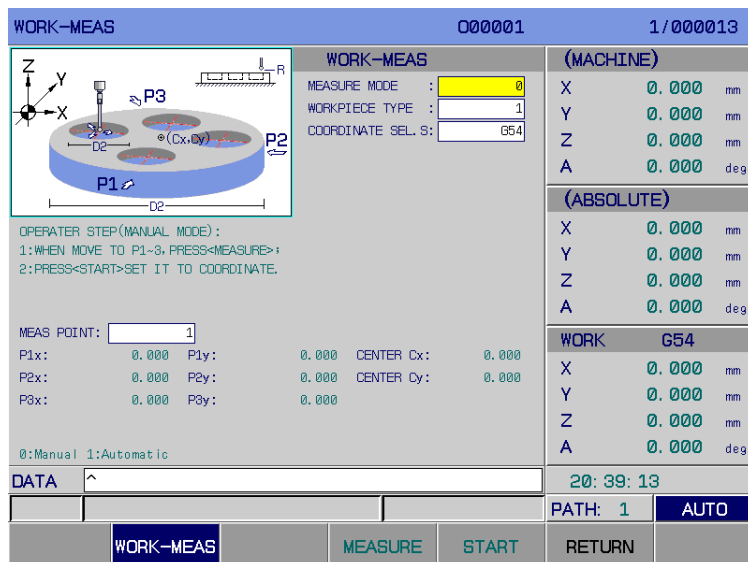 WORK-MEAS O00001 1/000013
Z
Y
X
R
P3
D2
(Cx,Cy)
P2
P1
D2
WORK-MEAS
MEASURE MODE : 0
WORKPIECE TYPE : 1
COORDINATE SEL.S: G54
OPERATER STEP(MANUAL MODE):
1:WHEN MOVE TO P1~3,PRESS<MEASURE>;
2:PRESS<START>SET IT TO COORDINATE.
MEAS POINT: 1
P1x: 0.000 P1y: 0.000 CENTER Cx: 0.000
P2x: 0.000 P2y: 0.000 CENTER Cy: 0.000
P3x: 0.000 P3y: 0.000
0:Manual 1:Automatic
(MACHINE)
X 0.000 mm
Y 0.000 mm
Z 0.000 mm
A 0.000 deg
(ABSOLUTE)
X 0.000 mm
Y 0.000 mm
Z 0.000 mm
A 0.000 deg
WORK G54
X 0.000 mm
Y 0.000 mm
Z 0.000 mm
A 0.000 deg
DATA ^
20:39:13
PATH: 1 AUTO
WORK-MEAS MEASURE START RETURN